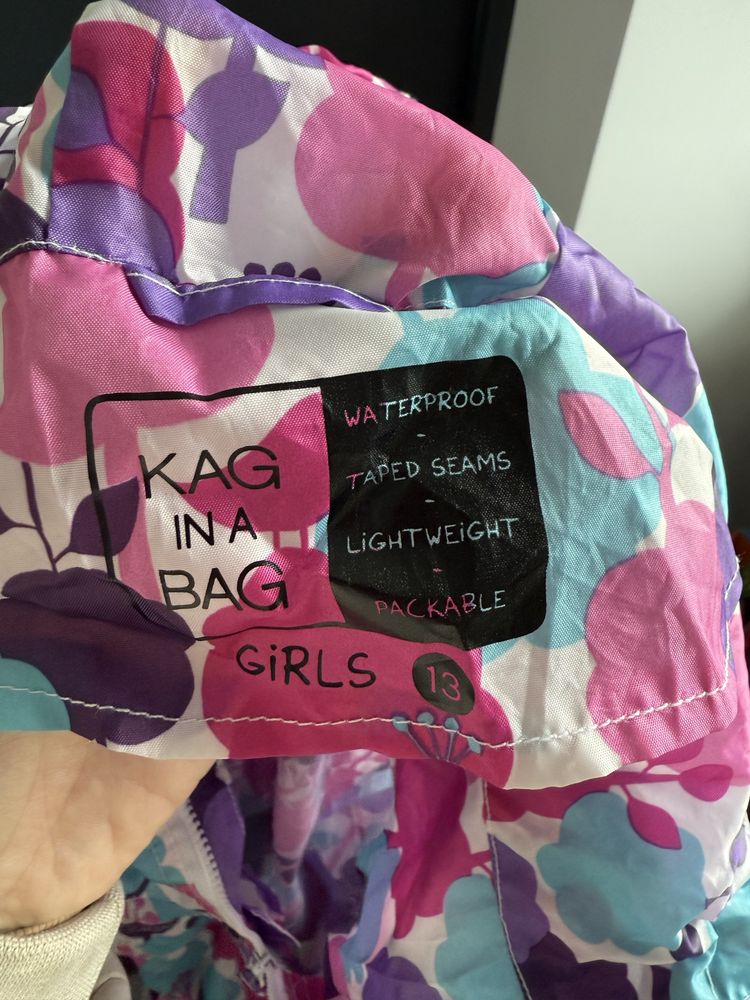 KAG
IN A
BAG
WATERPROOF
-
TAPED SEAMS
-
LiGHTWEiGHT
-
PACKABLE
GiRLS 13